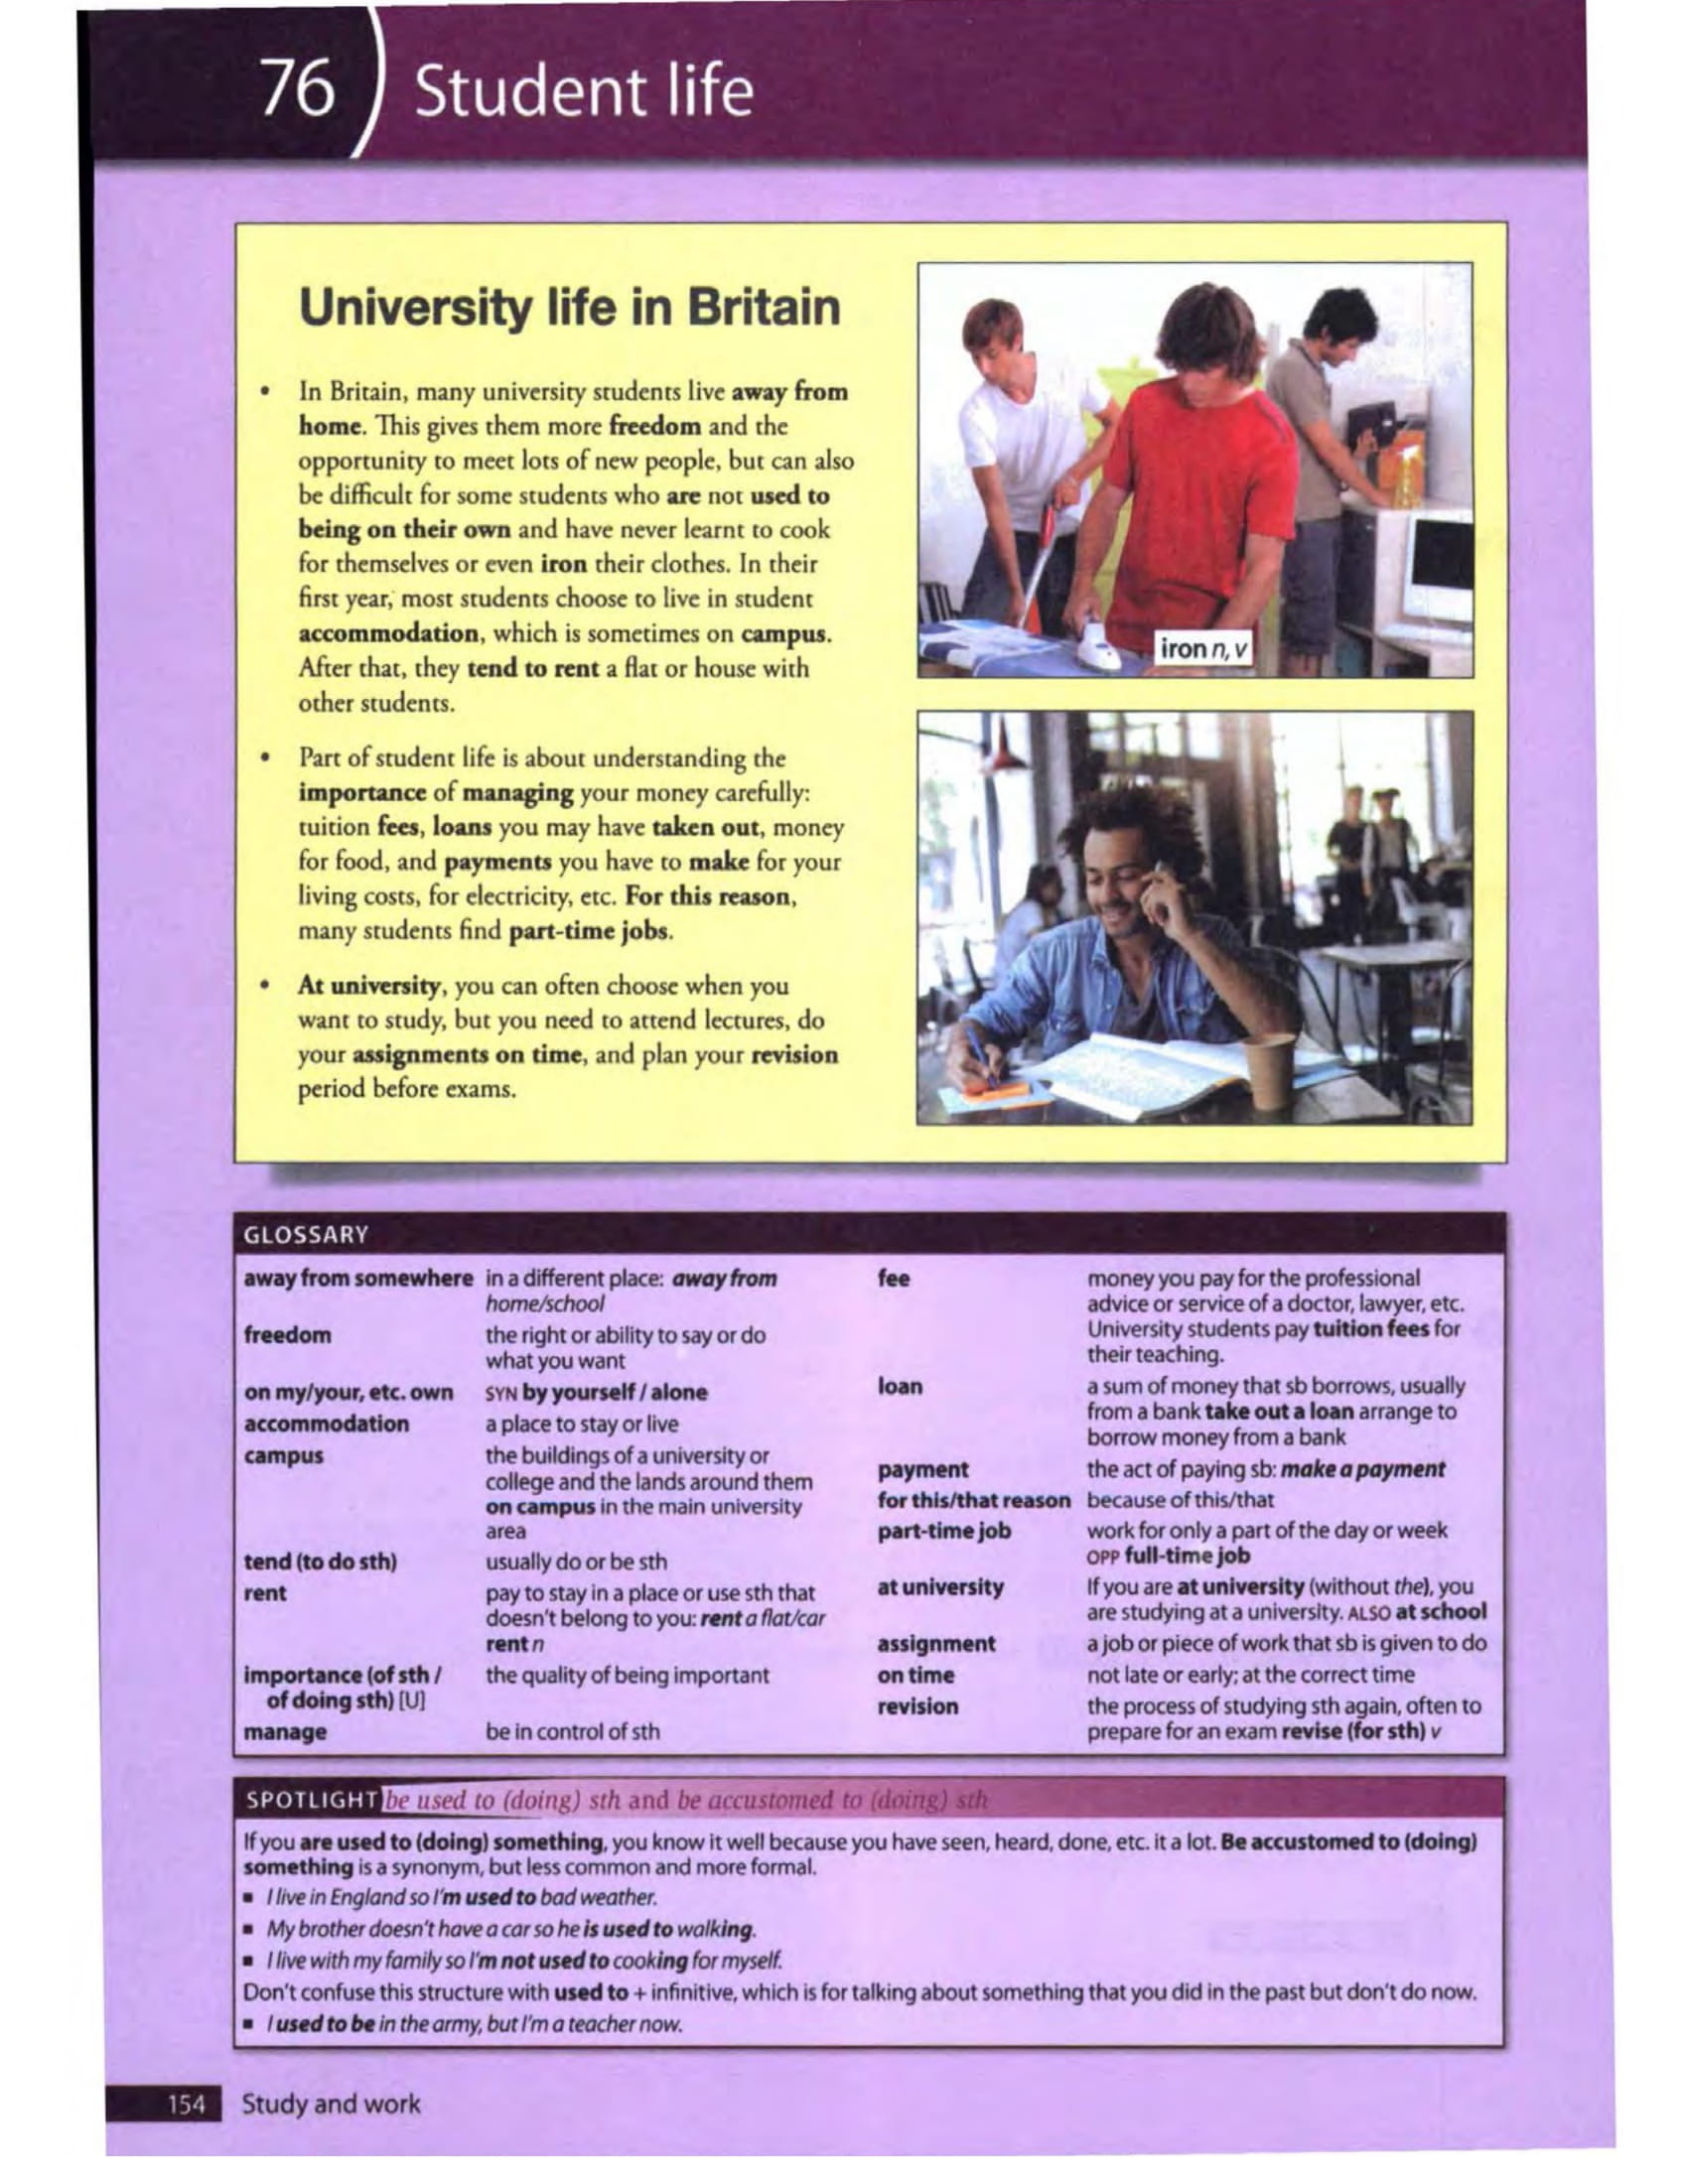 76
Student life
University life in Britain
• In Britain, many university students live away from
home. This gives them more freedom and the
opportunity to meet lots of new people, but can also
be difficult for some students who are not used to
being on their own and have never learnt to cook
for themselves or even iron their clothes. In their
first year, most students choose to live in student
accommodation, which is sometimes on campus.
After that, they tend to rent a flat or house with
other students.
• Part of student life is about understanding the
importance of managing your money carefully:
tuition fees, loans you may have taken out, money
for food, and payments you have to make for your
living costs, for electricity, etc. For this reason,
many students find part-time jobs.
• At university, you can often choose when you
want to study, but you need to attend lectures, do
your assignments on time, and plan your revision
period before exams.
iron n, v
GLOSSARY
away from somewhere in a different place: away from
home/school
freedom the right or ability to say or do
what you want
on my/your, etc. own SYN by yourself / alone
accommodation a place to stay or live
campus the buildings of a university or
college and the lands around them
on campus in the main university
area
tend (to do sth) usually do or be sth
rent pay to stay in a place or use sth that
doesn't belong to you: rent a flat/car
rent n
importance (of sth / the quality of being important
of doing sth) [U]
manage be in control of sth
fee money you pay for the professional
advice or service of a doctor, lawyer, etc.
University students pay tuition fees for
their teaching.
loan a sum of money that sb borrows, usually
from a bank take out a loan arrange to
borrow money from a bank
payment the act of paying sb: make a payment
for this/that reason because of this/that
part-time job work for only a part of the day or week
OPP full-time job
at university If you are at university (without the), you
are studying at a university. ALSO at school
assignment a job or piece of work that sb is given to do
on time not late or early; at the correct time
revision the process of studying sth again, often to
prepare for an exam revise (for sth) v
SPOTLIGHT be used to (doing) sth and be accustomed to (doing) sth
If you are used to (doing) something, you know it well because you have seen, heard, done, etc. it a lot. Be accustomed to (doing)
something is a synonym, but less common and more formal.
▪ I live in England so I'm used to bad weather.
▪ My brother doesn't have a car so he is used to walking.
▪ I live with my family so I'm not used to cooking for myself.
Don't confuse this structure with used to + infinitive, which is for talking about something that you did in the past but don't do now.
▪ I used to be in the army, but I'm a teacher now.
154 Study and work